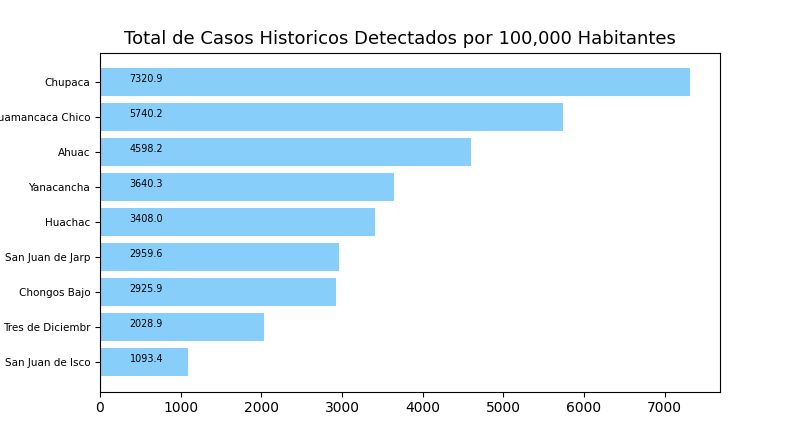 Total de Casos Historicos Detectados por 100,000 Habitantes
Chupaca 7320.9
uamancaca Chico 5740.2
Ahuac 4598.2
Yanacancha 3640.3
Huachac 3408.0
San Juan de Jarp 2959.6
Chongos Bajo 2925.9
Tres de Diciembr 2028.9
San Juan de Isco 1093.4
0 1000 2000 3000 4000 5000 6000 7000